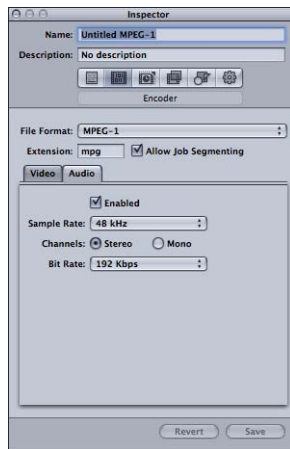 Inspector
Name: Untitled MPEG-1
Description: No description
Encoder
File Format: MPEG-1
Extension: mpg Allow Job Segmenting
Video Audio
Enabled
Sample Rate: 48 kHz
Channels: Stereo Mono
Bit Rate: 192 Kbps
Revert Save